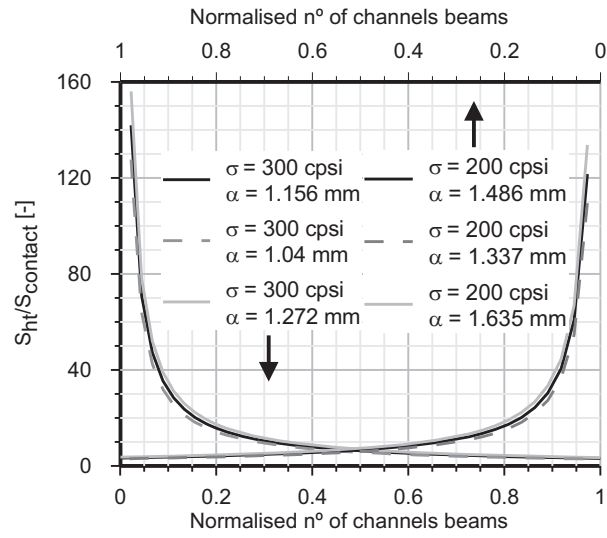 Normalised nº of channels beams
1 0.8 0.6 0.4 0.2 0
160
120
80
40
0
Sht/Scontact [-]
σ = 300 cpsi
α = 1.156 mm
σ = 200 cpsi
α = 1.486 mm
σ = 300 cpsi
α = 1.04 mm
σ = 200 cpsi
α = 1.337 mm
σ = 300 cpsi
α = 1.272 mm
σ = 200 cpsi
α = 1.635 mm
0 0.2 0.4 0.6 0.8 1
Normalised nº of channels beams